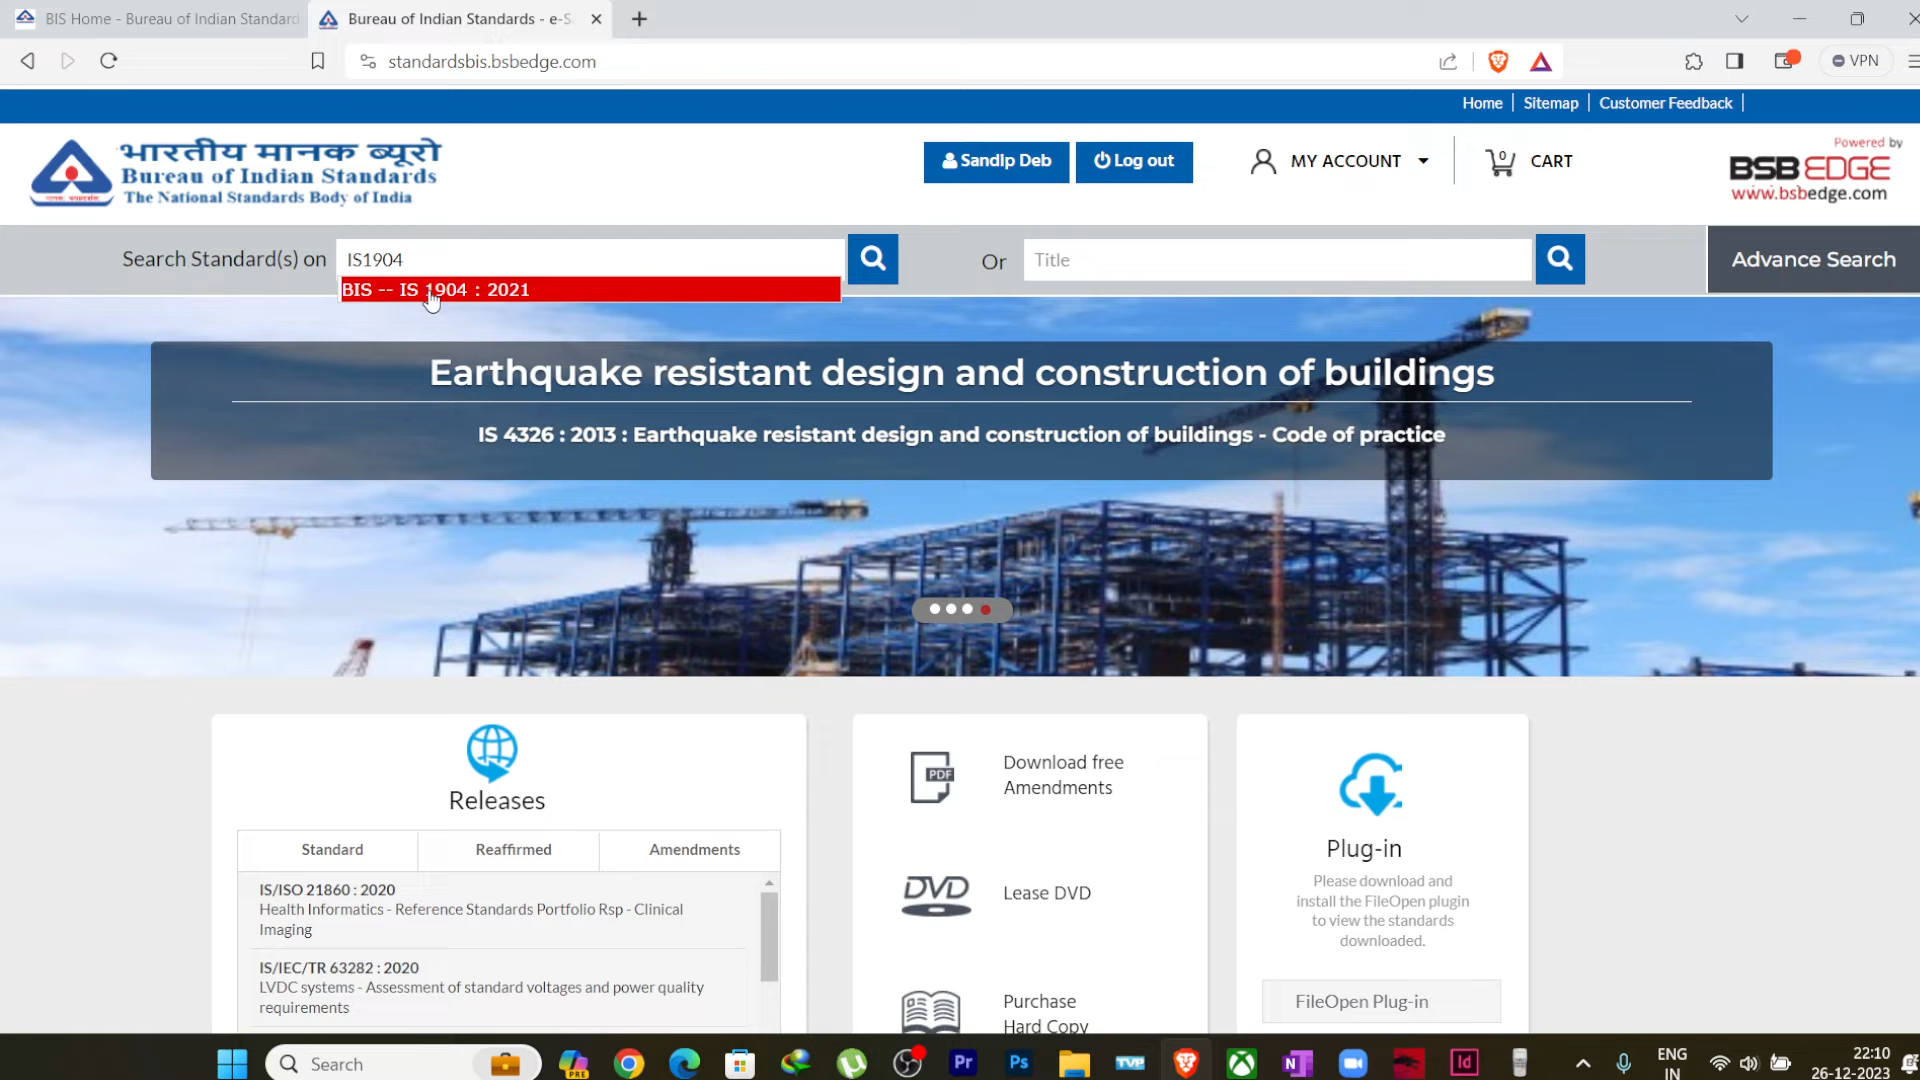 BIS Home - Bureau of Indian Standard
Bureau of Indian Standards - e-S
standardsbis.bsbedge.com
VPN
Home
Sitemap
Customer Feedback
भारतीय मानक ब्यूरो
Bureau of Indian Standards
The National Standards Body of India
Sandip Deb
Log out
MY ACCOUNT
0
CART
Powered by
BSB EDGE
www.bsbedge.com
Search Standard(s) on
IS1904
Or
Title
Advance Search
BIS -- IS 1904 : 2021
Earthquake resistant design and construction of buildings
IS 4326 : 2013 : Earthquake resistant design and construction of buildings - Code of practice
Releases
Standard
Reaffirmed
Amendments
IS/ISO 21860 : 2020
Health Informatics - Reference Standards Portfolio Rsp - Clinical
Imaging
IS/IEC/TR 63282 : 2020
LVDC systems - Assessment of standard voltages and power quality
requirements
PDF
Download free
Amendments
DVD
Lease DVD
Purchase
Hard Copy
Plug-in
Please download and
install the FileOpen plugin
to view the standards
downloaded.
FileOpen Plug-in
Search
PRE
Pr
Ps
TVP
Id
ENG
IN
22:10
26-12-2023